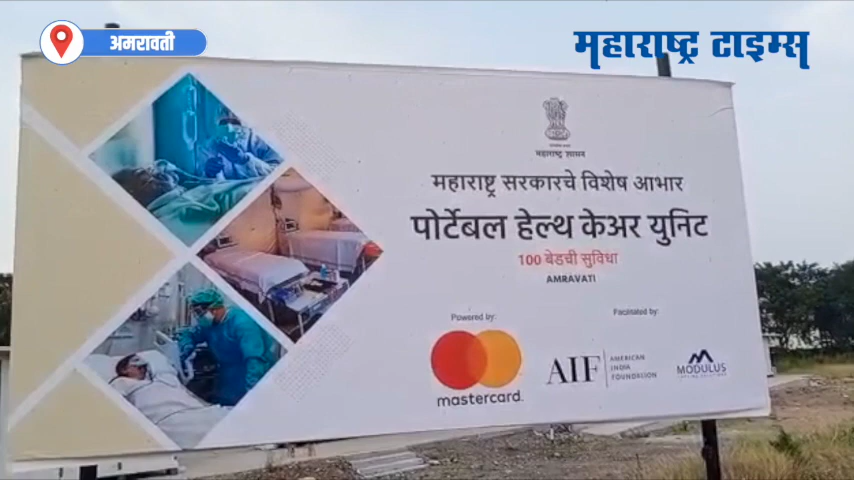 अमरावती
महाराष्ट्र टाइम्स
महाराष्ट्र शासन
महाराष्ट्र सरकारचे विशेष आभार
पोर्टेबल हेल्थ केअर युनिट
100 बेडची सुविधा
AMRAVATI
Powered by:
Facilitated by:
mastercard.
AIF
AMERICAN
INDIA
FOUNDATION
MODULUS